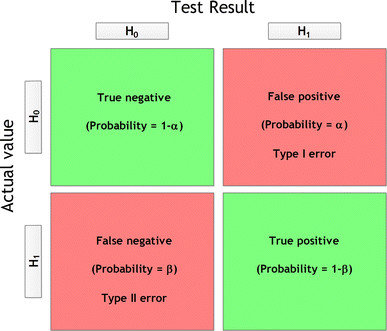 Test Result
H₀
H₁
Actual value
H₀
True negative
(Probability = 1-α)
False positive
(Probability = α)
Type I error
H₁
False negative
(Probability = β)
Type II error
True positive
(Probability = 1-β)